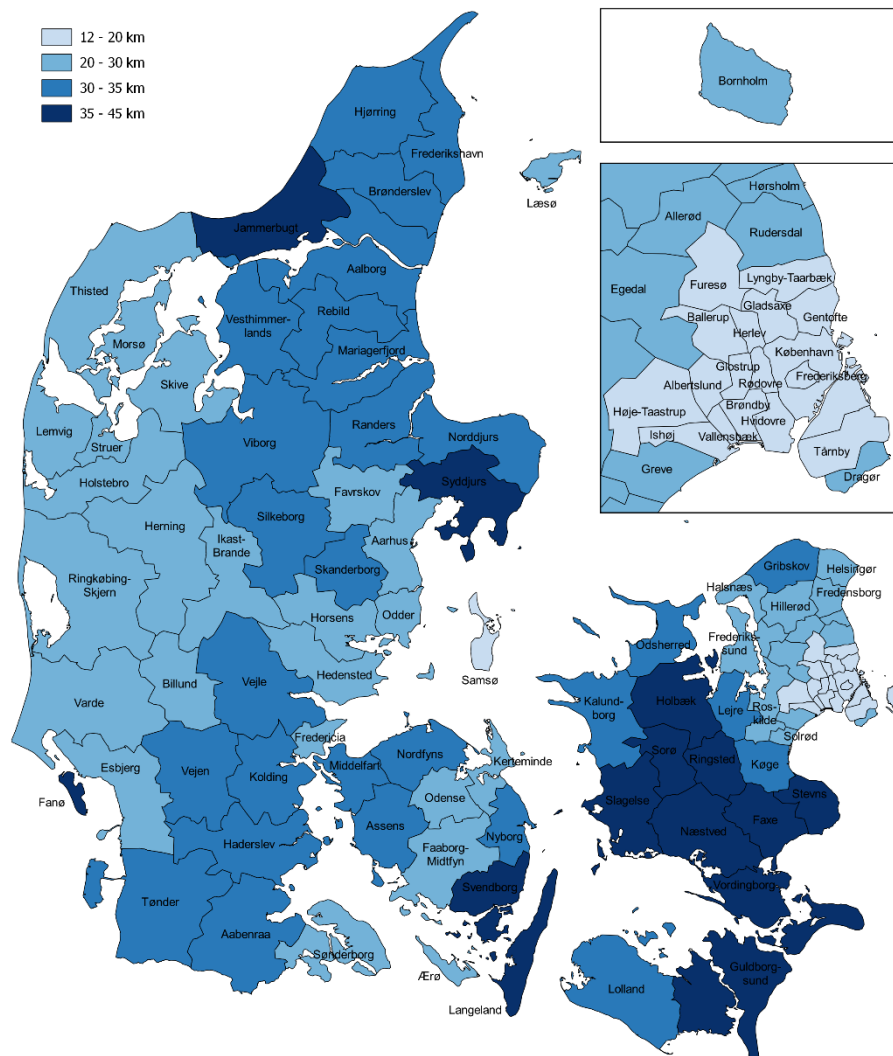 12 - 20 km
20 - 30 km
30 - 35 km
35 - 45 km
Hjørring
Frederikshavn
Brønderslev
Jammerbugt
Læsø
Aalborg
Thisted
Vesthimmer-
lands
Rebild
Morsø
Mariagerfjord
Skive
Lemvig
Struer
Viborg
Randers
Norddjurs
Holstebro
Syddjurs
Favrskov
Herning
Silkeborg
Ikast-
Brande
Aarhus
Skanderborg
Ringkøbing-
Skjern
Horsens
Odder
Hedensted
Samsø
Billund
Vejle
Varde
Fredericia
Esbjerg
Vejen
Kolding
Middelfart
Nordfyns
Kerteminde
Fanø
Odense
Assens
Nyborg
Haderslev
Faaborg-
Midtfyn
Svendborg
Tønder
Aabenraa
Sønderborg
Ærø
Langeland
Bornholm
Hørsholm
Allerød
Rudersdal
Egedal
Furesø
Lyngby-Taarbæk
Gladsaxe
Ballerup
Gentofte
Herlev
København
Glostrup
Frederiksberg
Albertslund
Rødovre
Høje-Taastrup
Brøndby
Hvidovre
Ishøj
Vallensbæk
Tårnby
Greve
Dragør
Gribskov
Helsingør
Halsnæs
Fredensborg
Hillerød
Odsherred
Frederiks-
sund
Kalund-
borg
Holbæk
Lejre
Ros-
kilde
Solrød
Sorø
Ringsted
Køge
Slagelse
Stevns
Næstved
Faxe
Vordingborg
Guldborg-
sund
Lolland